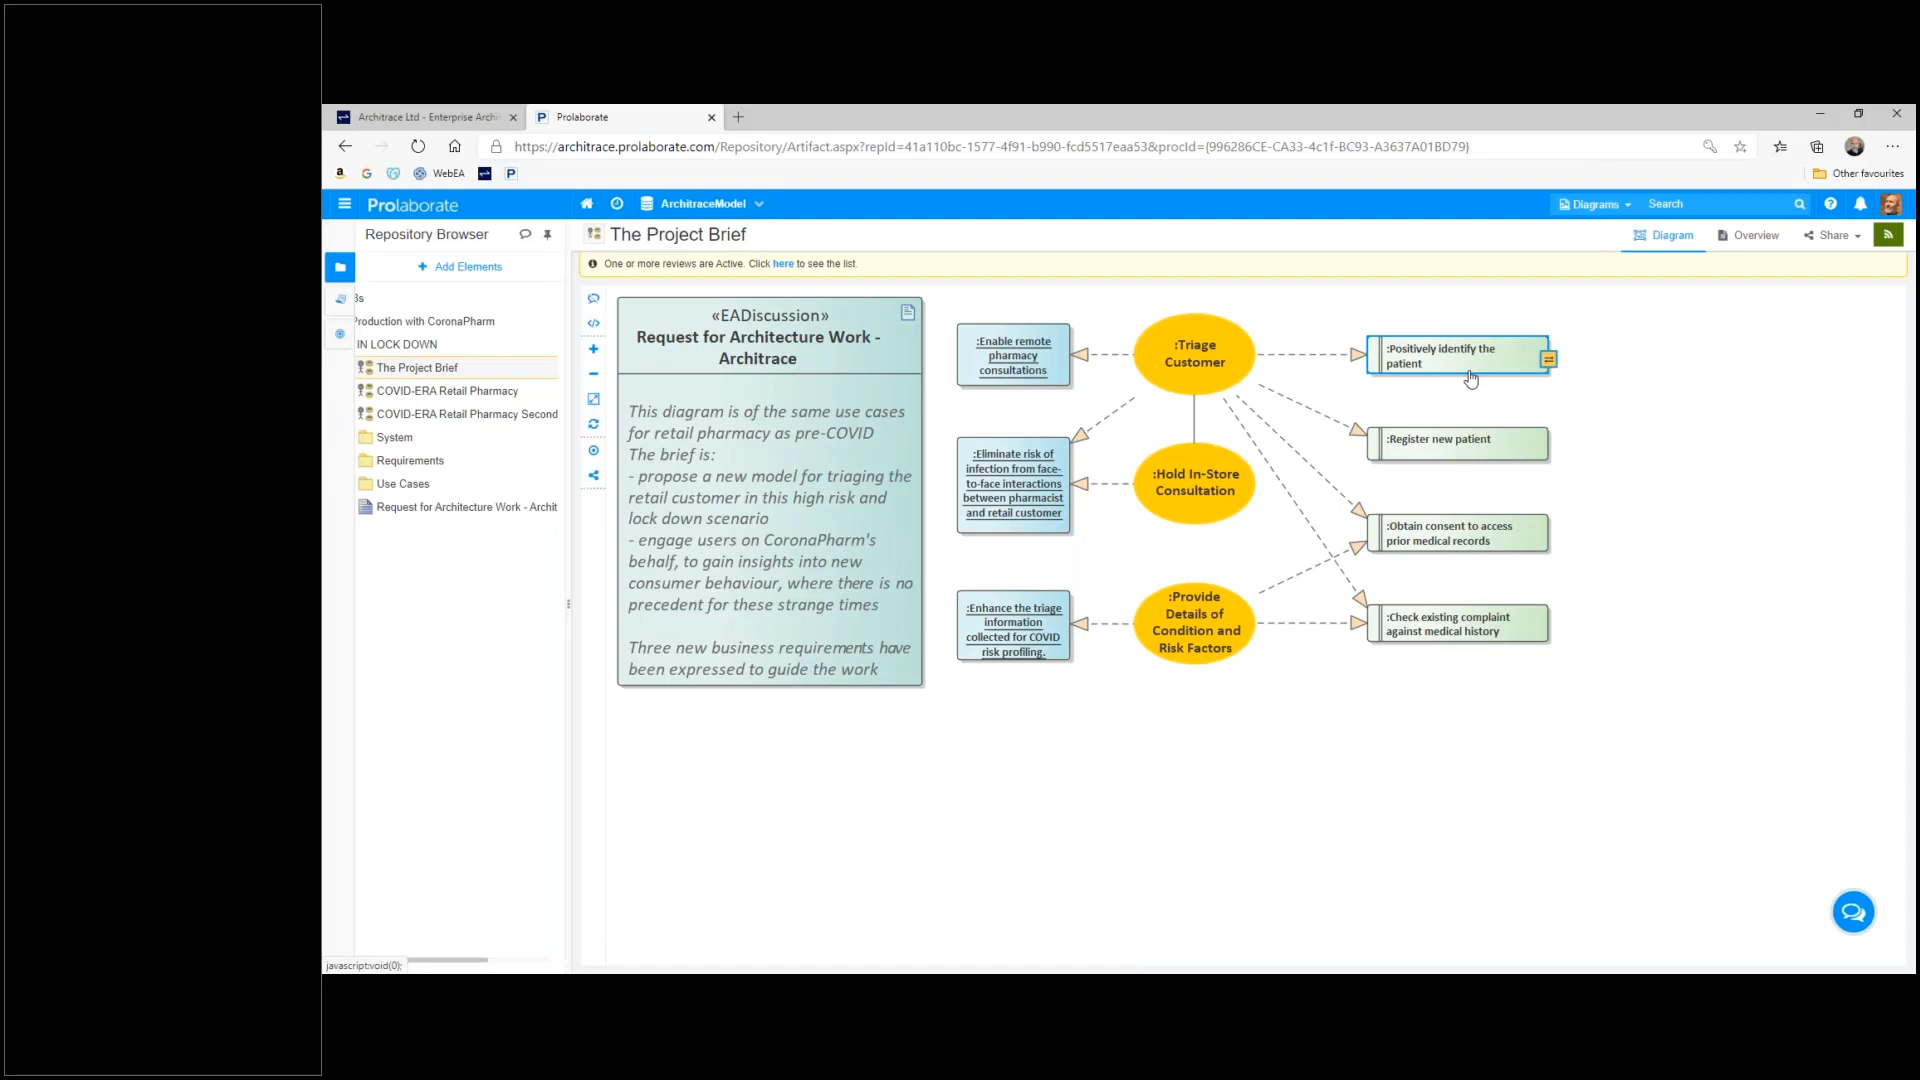 Architrace Ltd - Enterprise Archi
Prolaborate
https://architrace.prolaborate.com/Repository/Artifact.aspx?repId=41a110bc-1577-4f91-b990-fcd5517eaa53&procId={996286CE-CA33-4c1f-BC93-A3637A01BD79}
WebEA
Other favourites
Prolaborate
ArchitraceModel
Diagrams
Search
Repository Browser
The Project Brief
Diagram
Overview
Share
Add Elements
One or more reviews are Active. Click here to see the list.
Bs
Production with CoronaPharm
IN LOCK DOWN
The Project Brief
COVID-ERA Retail Pharmacy
COVID-ERA Retail Pharmacy Second
System
Requirements
Use Cases
Request for Architecture Work - Archit
«EADiscussion»
Request for Architecture Work -
Architrace
This diagram is of the same use cases
for retail pharmacy as pre-COVID
The brief is:
- propose a new model for triaging the
retail customer in this high risk and
lock down scenario
- engage users on CoronaPharm's
behalf, to gain insights into new
consumer behaviour, where there is no
precedent for these strange times
Three new business requirements have
been expressed to guide the work
:Enable remote
pharmacy
consultations
:Eliminate risk of
infection from face-
to-face interactions
between pharmacist
and retail customer
:Enhance the triage
information
collected for COVID
risk profiling.
:Triage
Customer
:Hold In-Store
Consultation
:Provide
Details of
Condition and
Risk Factors
:Positively identify the
patient
:Register new patient
:Obtain consent to access
prior medical records
:Check existing complaint
against medical history
javascript:void(0);